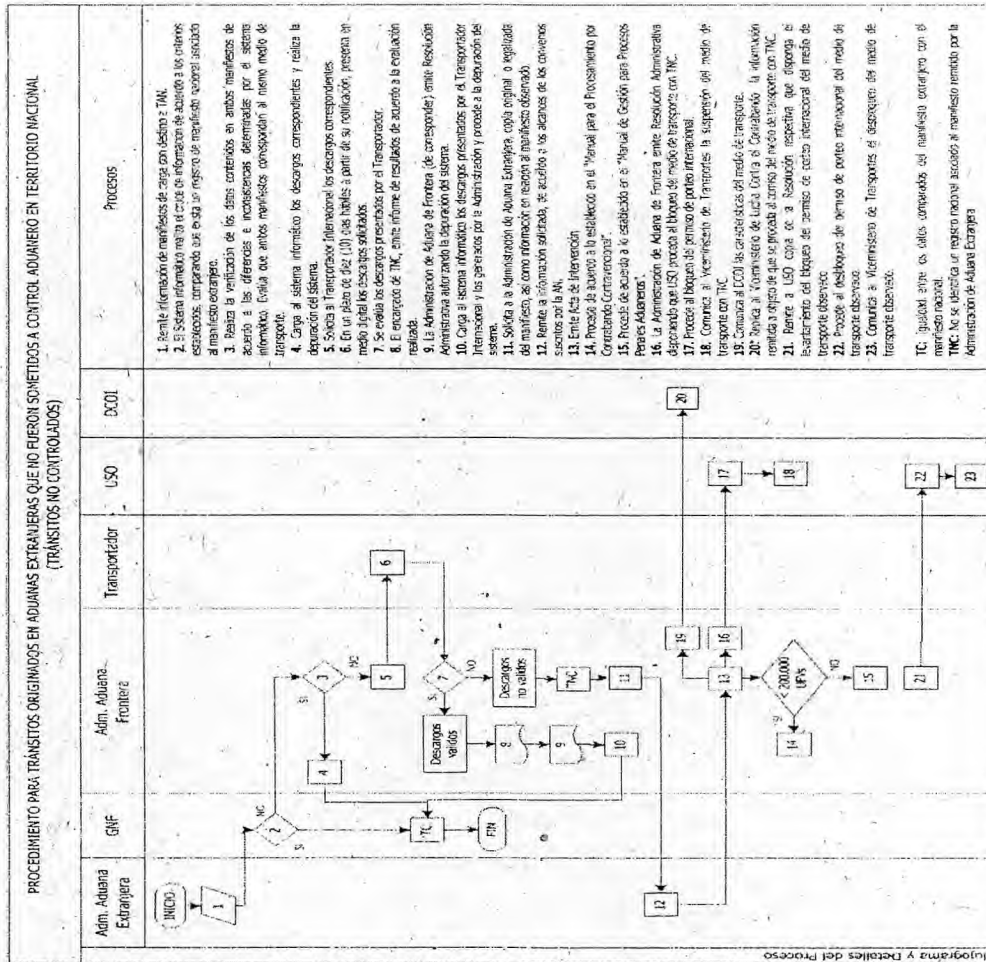 PROCEDIMIENTO PARA TRÁNSITOS ORIGINADOS EN ADUANAS EXTRANJERAS QUE NO FUERON SOMETIDOS A CONTROL ADUANERO EN TERRITORIO NACIONAL
(TRÁNSITOS NO CONTROLADOS)
Adm. Aduana Extranjera
GNF
Adm. Aduana Frontera
Transportador
USO
DCOI
Procesos
INICIO
1
2
NO
SI
TC
FIN
3
SI
NO
4
5
6
7
SI
NO
Descargos validos
Descargos no validos
8
9
10
TNC
11
12
13
19
20
16
17
18
< 200.000 UFVs
SI
NO
14
15
21
22
23
1. Remite información de manifiestos de carga con destino a TAN.
2. El Sistema informático realiza el cruce de información de acuerdo a los criterios
establecidos, comparando que exista un registro de manifiesto nacional asociado
al manifiesto extranjero.
3. Realiza la verificación de los datos contenidos en ambos manifiestos de
acuerdo a las diferencias e inconsistencias determinadas por el sistema
informático. Evalúa que ambos manifiestos correspondan al mismo medio de
transporte.
4. Carga al sistema informático los descargos correspondientes y realiza la
depuración del sistema.
5. Solicita al Transportador Internacional los descargos correspondientes.
6. En un plazo de diez (10) días hábiles a partir de su notificación, presenta en
medio digital los descargos solicitados.
7. Se evalúa los descargos presentados por el Transportador.
8. El encargado de TNC, emite informe de resultados de acuerdo a la evaluación
realizada.
9. La Administración de Aduana de Frontera (de corresponder) emite Resolución
Administrativa autorizando la depuración del sistema.
10. Carga al sistema informático los descargos presentados por el Transportador
Internacional y los generados por la Administración y procede a la depuración del
sistema.
11. Solicita a la Administración de Aduana Extranjera, copia original o legalizada
del manifiesto, así como información en relación al manifiesto observado.
12. Remite la información solicitada, de acuerdo a los alcances de los convenios
suscritos por la AN.
13. Emite Acta de Intervención
14. Procede de acuerdo a lo establecido en el "Manual para el Procesamiento por
Contrabando Contravencional".
15. Procede de acuerdo a lo establecido en el "Manual de Gestión para Procesos
Penales Aduaneros".
16. La Administración de Aduana de Frontera emite Resolución Administrativa
disponiendo que USO proceda al bloqueo del medio de transporte con TNC.
17. Procede al bloqueo del permiso de porteo internacional.
18. Comunica al Viceministerio de Transportes la suspensión del medio de
transporte con TNC.
19. Comunica al DCOI las características del medio de transporte.
20. Replica al Viceministerio de Lucha Contra el Contrabando la información
remitida a objeto de que se proceda al comiso del medio de transporte con TNC.
21. Remite a USO copia de la Resolución respectiva que disponga el
levantamiento del bloqueo del permiso de porteo internacional del medio de
transporte observado.
22. Procede al desbloqueo del permiso de porteo internacional del medio de
transporte observado.
23. Comunica al Viceministerio de Transportes el desbloqueo del medio de
transporte observado.
TC: Igualdad entre los datos comparados del manifiesto extranjero con el
manifiesto nacional.
TNC: No se identifica un registro nacional asociado al manifiesto remitido por la
Administración de Aduana Extranjera
lujograma y Detalles del Proceso